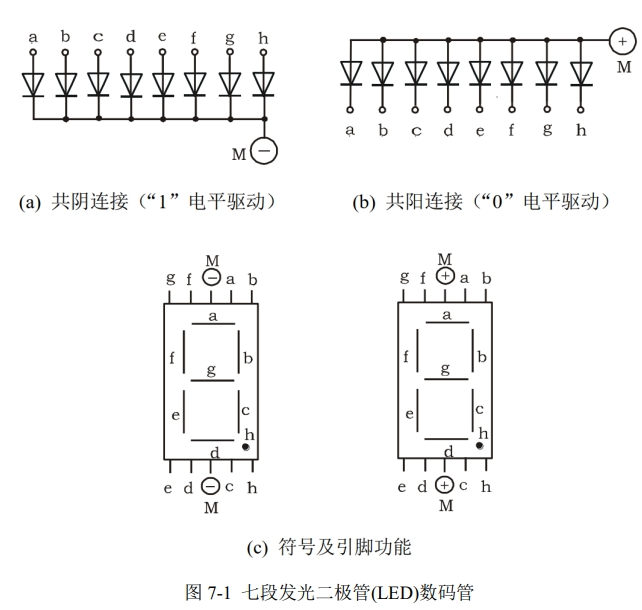 a b c d e f g h
M −
(a) 共阴连接（“1”电平驱动）
+
M
a b c d e f g h
(b) 共阳连接（“0”电平驱动）
M
g f − a b
a
f b
g
e c
h
d
e d − c h
M
M
g f + a b
a
f b
g
e c
h
d
e d + c h
M
(c) 符号及引脚功能
图 7-1 七段发光二极管(LED)数码管